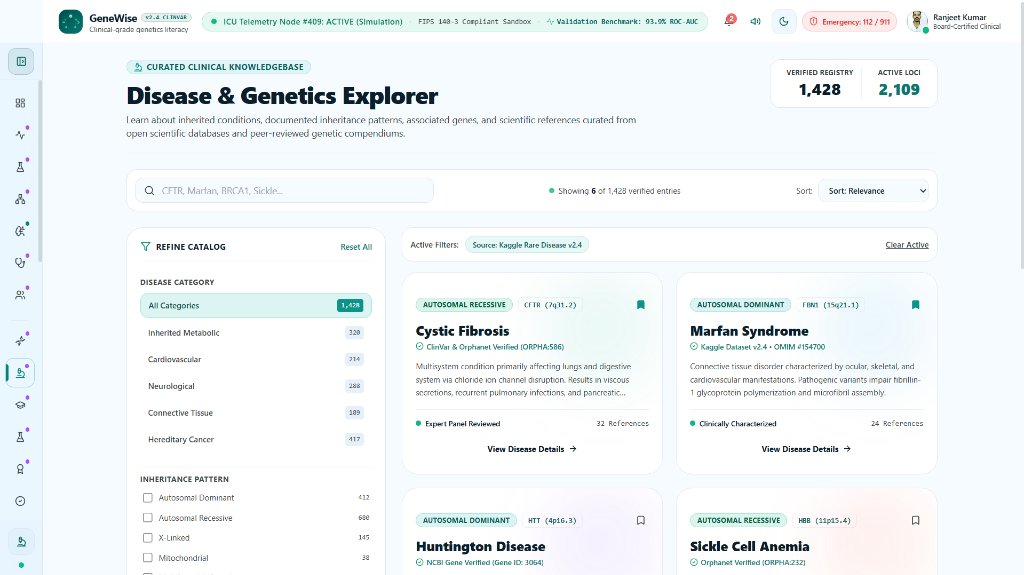 GeneWise v2.4 CLINVAR
Clinical-grade genetics literacy
ICU Telemetry Node #409: ACTIVE (Simulation) · FIPS 140-3 Compliant Sandbox · Validation Benchmark: 93.9% ROC-AUC
2
Emergency: 112 / 911
Ranjeet Kumar
Board-Certified Clinical
CURATED CLINICAL KNOWLEDGEBASE
Disease & Genetics Explorer
Learn about inherited conditions, documented inheritance patterns, associated genes, and scientific references curated from
open scientific databases and peer-reviewed genetic compendiums.
VERIFIED REGISTRY
1,428
ACTIVE LOCI
2,109
CFTR, Marfan, BRCA1, Sickle...
Showing 6 of 1,428 verified entries
Sort:
Sort: Relevance
REFINE CATALOG
Reset All
DISEASE CATEGORY
All Categories 1,428
Inherited Metabolic 320
Cardiovascular 214
Neurological 288
Connective Tissue 189
Hereditary Cancer 417
INHERITANCE PATTERN
Autosomal Dominant 412
Autosomal Recessive 680
X-Linked 145
Mitochondrial 38
Active Filters:
Source: Kaggle Rare Disease v2.4
Clear Active
AUTOSOMAL RECESSIVE CFTR (7q31.2)
Cystic Fibrosis
ClinVar & Orphanet Verified (ORPHA:586)
Multisystem condition primarily affecting lungs and digestive
system via chloride ion channel disruption. Results in viscous
secretions, recurrent pulmonary infections, and pancreatic...
Expert Panel Reviewed 32 References
View Disease Details →
AUTOSOMAL DOMINANT FBN1 (15q21.1)
Marfan Syndrome
Kaggle Dataset v2.4 • OMIM #154700
Connective tissue disorder characterized by ocular, skeletal, and
cardiovascular manifestations. Pathogenic variants impair fibrillin-
1 glycoprotein polymerization and microfibril assembly.
Clinically Characterized 24 References
View Disease Details →
AUTOSOMAL DOMINANT HTT (4p16.3)
Huntington Disease
NCBI Gene Verified (Gene ID: 3064)
AUTOSOMAL RECESSIVE HBB (11p15.4)
Sickle Cell Anemia
Orphanet Verified (ORPHA:232)